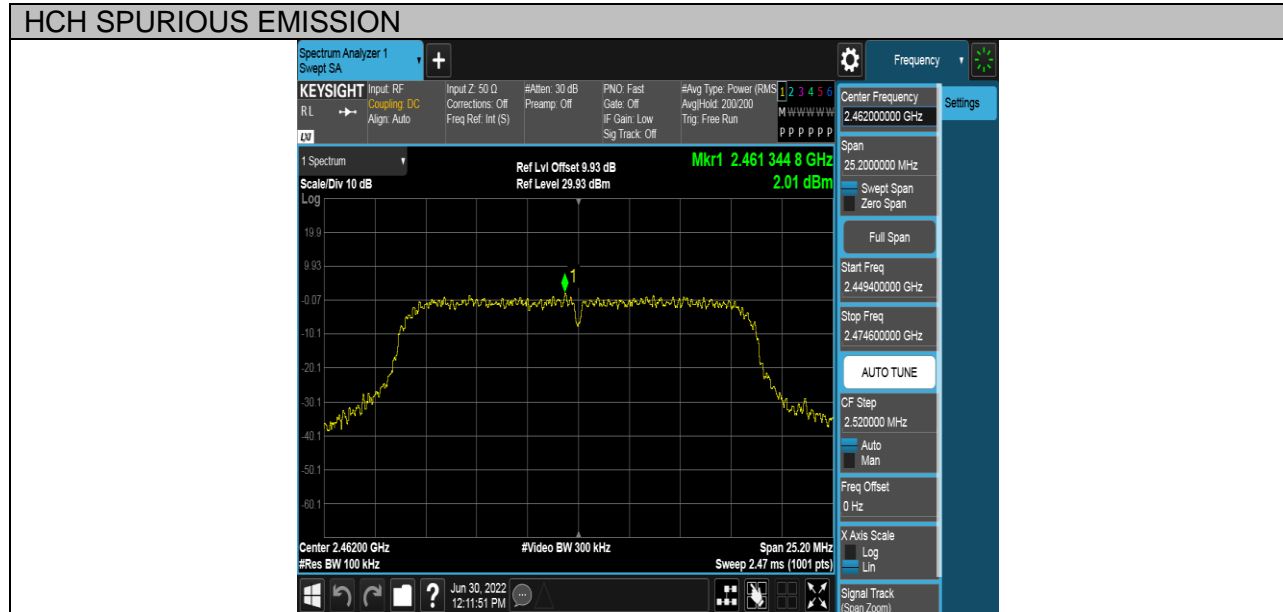 HCH SPURIOUS EMISSION
Spectrum Analyzer 1
Swept SA
Frequency
KEYSIGHT
RL
LXI
Input: RF
Coupling: DC
Align: Auto
Input Z: 50 Ω
Corrections: Off
Freq Ref: Int (S)
#Atten: 30 dB
Preamp: Off
PNO: Fast
Gate: Off
IF Gain: Low
Sig Track: Off
#Avg Type: Power (RMS
Avg|Hold: 200/200
Trig: Free Run
1 2 3 4 5 6
M W W W W W
P P P P P P
Center Frequency
2.462000000 GHz
Settings
1 Spectrum
Ref Lvl Offset 9.93 dB
Mkr1 2.461 344 8 GHz
Scale/Div 10 dB
Ref Level 29.93 dBm
2.01 dBm
Log
19.9
9.93
-0.07
-10.1
-20.1
-30.1
-40.1
-50.1
-60.1
1
Span
25.2000000 MHz
Swept Span
Zero Span
Full Span
Start Freq
2.449400000 GHz
Stop Freq
2.474600000 GHz
AUTO TUNE
CF Step
2.520000 MHz
Auto
Man
Freq Offset
0 Hz
X Axis Scale
Log
Lin
Signal Track
(Span Zoom)
Center 2.46200 GHz
#Video BW 300 kHz
Span 25.20 MHz
#Res BW 100 kHz
Sweep 2.47 ms (1001 pts)
?
Jun 30, 2022
12:11:51 PM